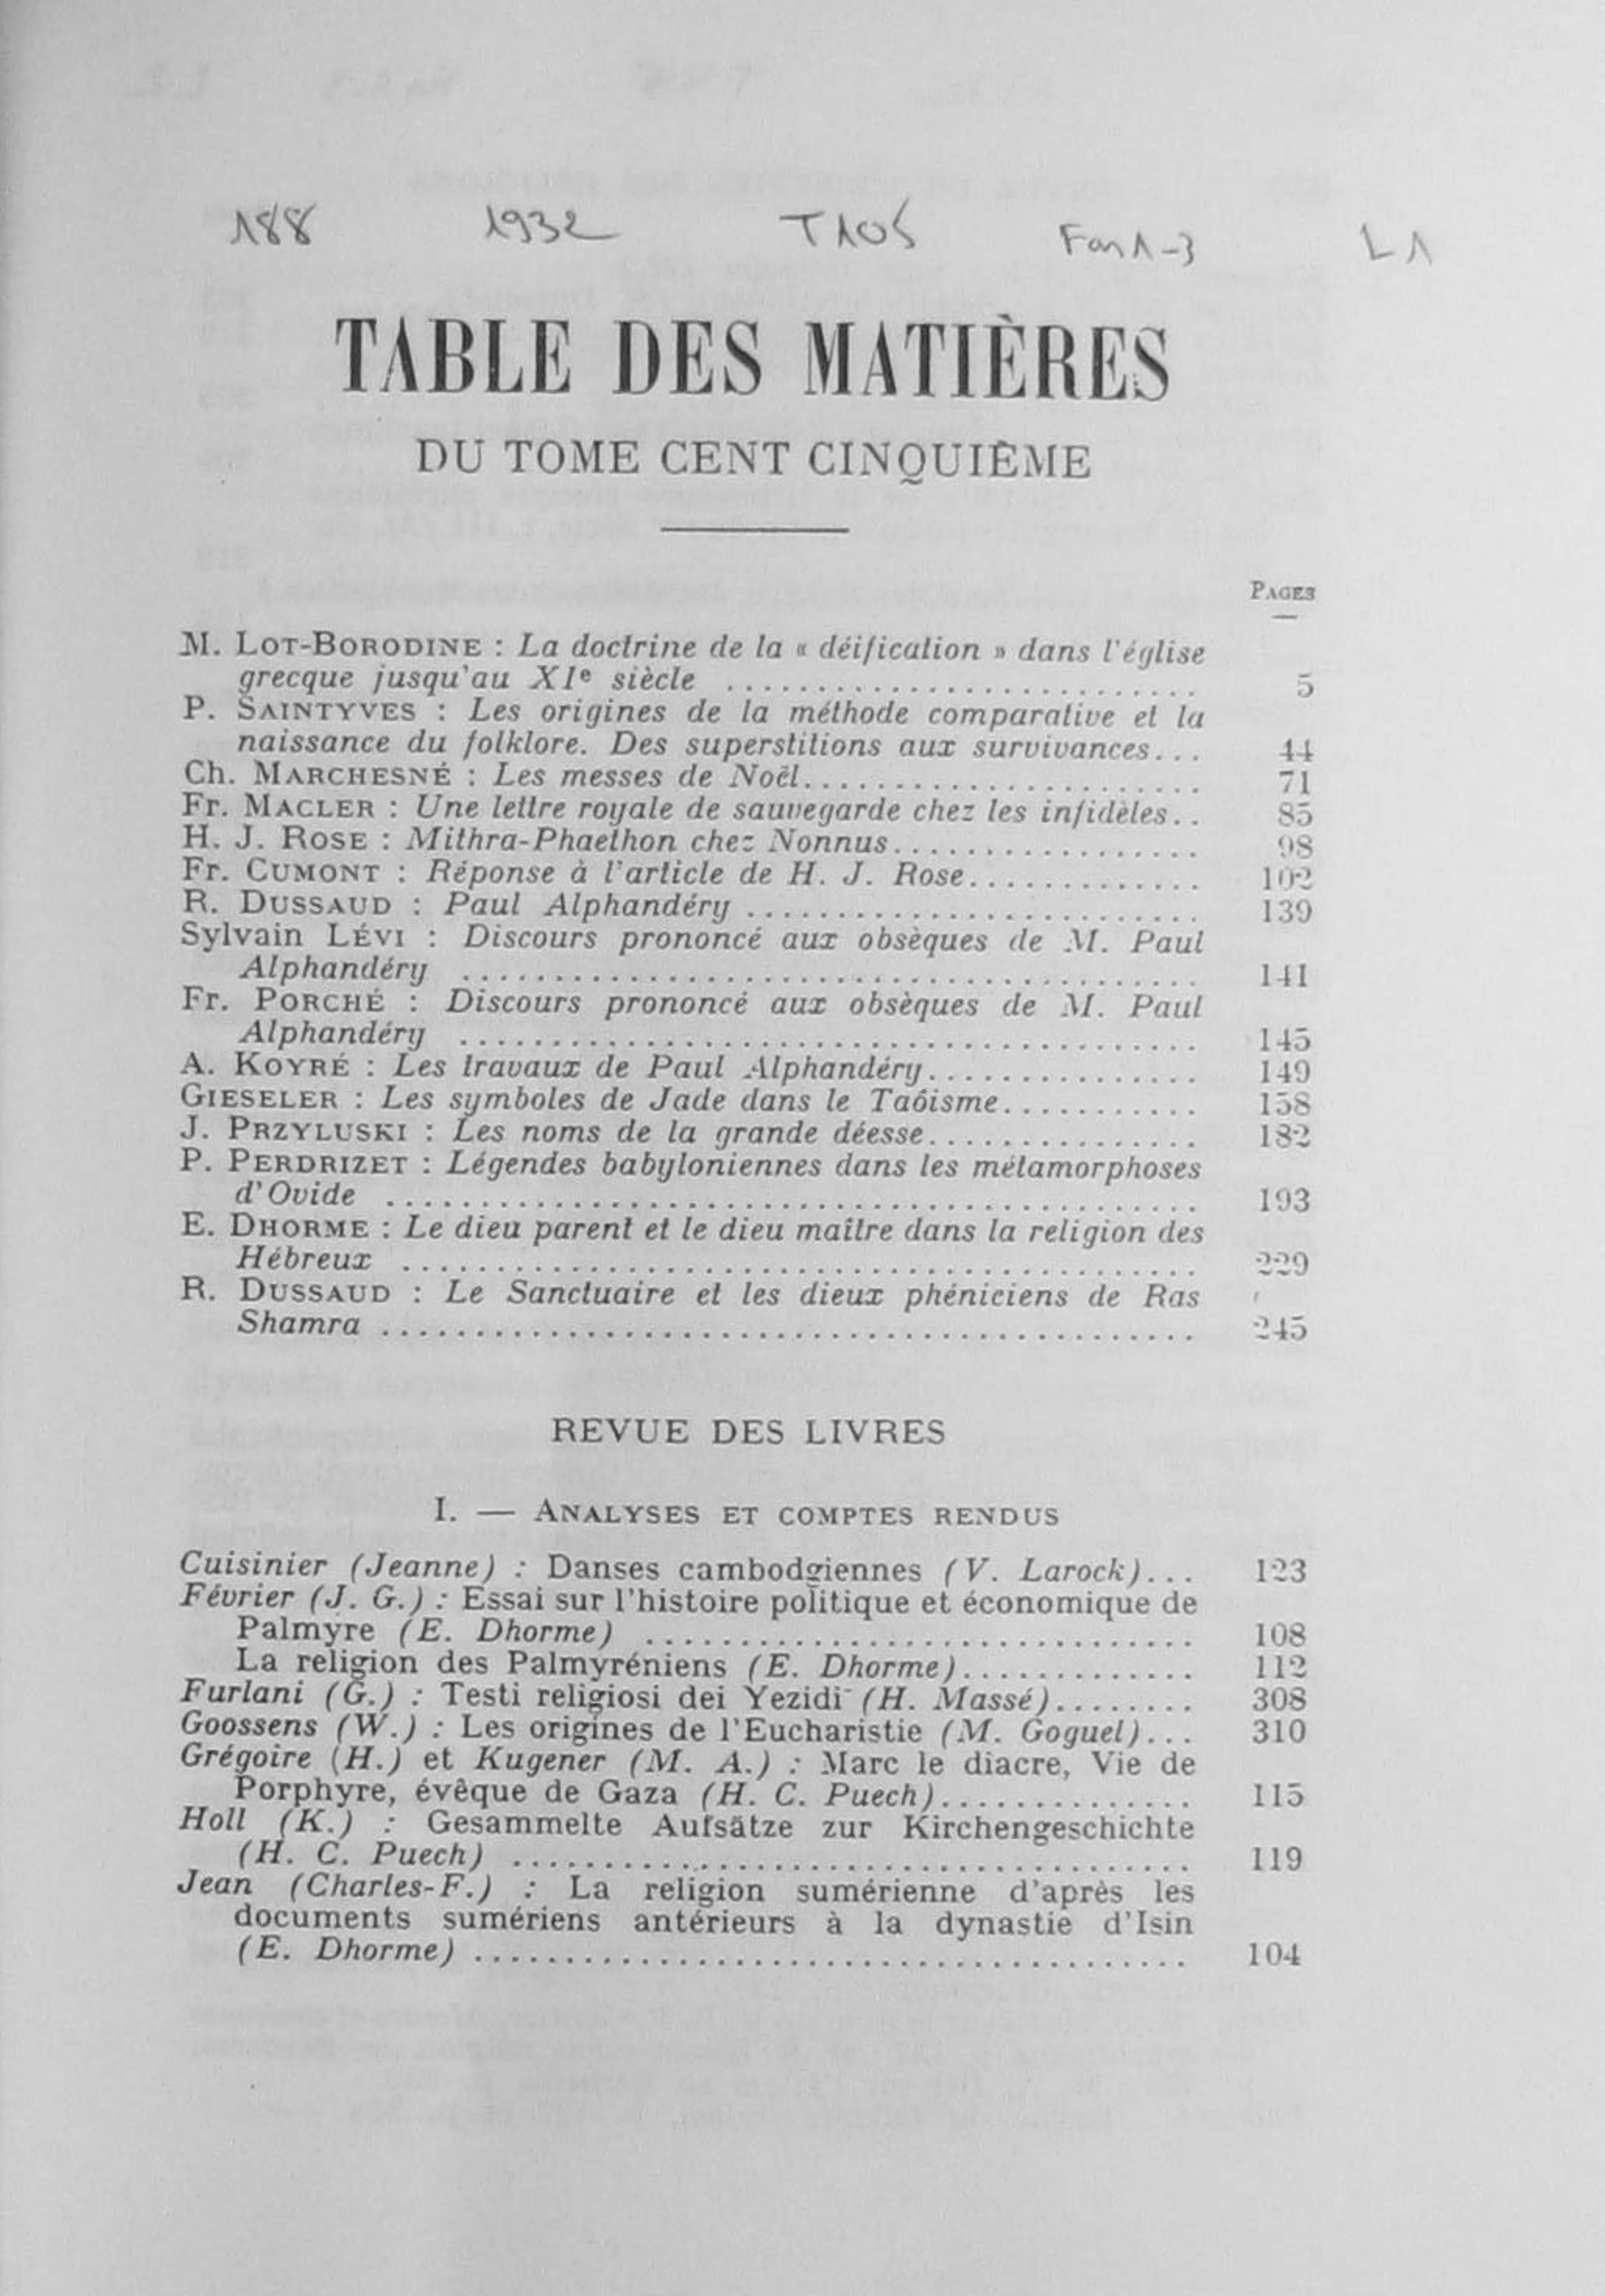 188 1932 T105 Fas 1-3 L1
TABLE DES MATIÈRES
DU TOME CENT CINQUIÈME
PAGES
M. LOT-BORODINE : La doctrine de la « déification » dans l'église
grecque jusqu'au XIe siècle .......................... 5
P. SAINTYVES : Les origines de la méthode comparative et la
naissance du folklore. Des superstitions aux survivances... 44
Ch. MARCHESNÉ : Les messes de Noël...................... 71
Fr. MACLER : Une lettre royale de sauvegarde chez les infidèles.. 85
H. J. ROSE : Mithra-Phaethon chez Nonnus................. 98
Fr. CUMONT : Réponse à l'article de H. J. Rose............. 102
R. DUSSAUD : Paul Alphandéry ......................... 139
Sylvain LÉVI : Discours prononcé aux obsèques de M. Paul
Alphandéry ......................................... 141
Fr. PORCHÉ : Discours prononcé aux obsèques de M. Paul
Alphandéry ......................................... 145
A. KOYRÉ : Les travaux de Paul Alphandéry............... 149
GIESELER : Les symboles de Jade dans le Taôisme........... 158
J. PRZYLUSKI : Les noms de la grande déesse............... 182
P. PERDRIZET : Légendes babyloniennes dans les métamorphoses
d'Ovide ............................................. 193
E. DHORME : Le dieu parent et le dieu maître dans la religion des
Hébreux ............................................ 229
R. DUSSAUD : Le Sanctuaire et les dieux phéniciens de Ras
Shamra ............................................. 245
REVUE DES LIVRES
I. — ANALYSES ET COMPTES RENDUS
Cuisinier (Jeanne) : Danses cambodgiennes (V. Larock)... 123
Février (J. G.) : Essai sur l'histoire politique et économique de
Palmyre (E. Dhorme) .............................. 108
La religion des Palmyréniens (E. Dhorme)............. 112
Furlani (G.) : Testi religiosi dei Yezidi (H. Massé)........ 308
Goossens (W.) : Les origines de l'Eucharistie (M. Goguel)... 310
Grégoire (H.) et Kugener (M. A.) : Marc le diacre, Vie de
Porphyre, évêque de Gaza (H. C. Puech).............. 115
Holl (K.) : Gesammelte Aufsätze zur Kirchengeschichte
(H. C. Puech) ..................................... 119
Jean (Charles-F.) : La religion sumérienne d'après les
documents sumériens antérieurs à la dynastie d'Isin
(E. Dhorme) ....................................... 104